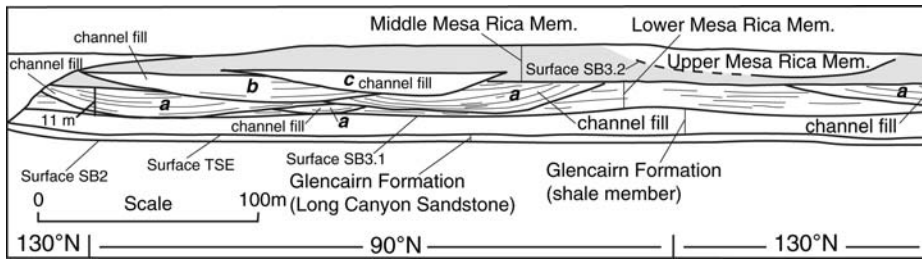 Middle Mesa Rica Mem.
Lower Mesa Rica Mem.
channel fill
channel fill
b
c channel fill
Surface SB3.2
Upper Mesa Rica Mem.
a
a
a
11 m
channel fill
a
channel fill
channel fill
Surface SB2
Surface TSE
Surface SB3.1
Glencairn Formation
(Long Canyon Sandstone)
Glencairn Formation
(shale member)
0 Scale 100m
130°N 90°N 130°N